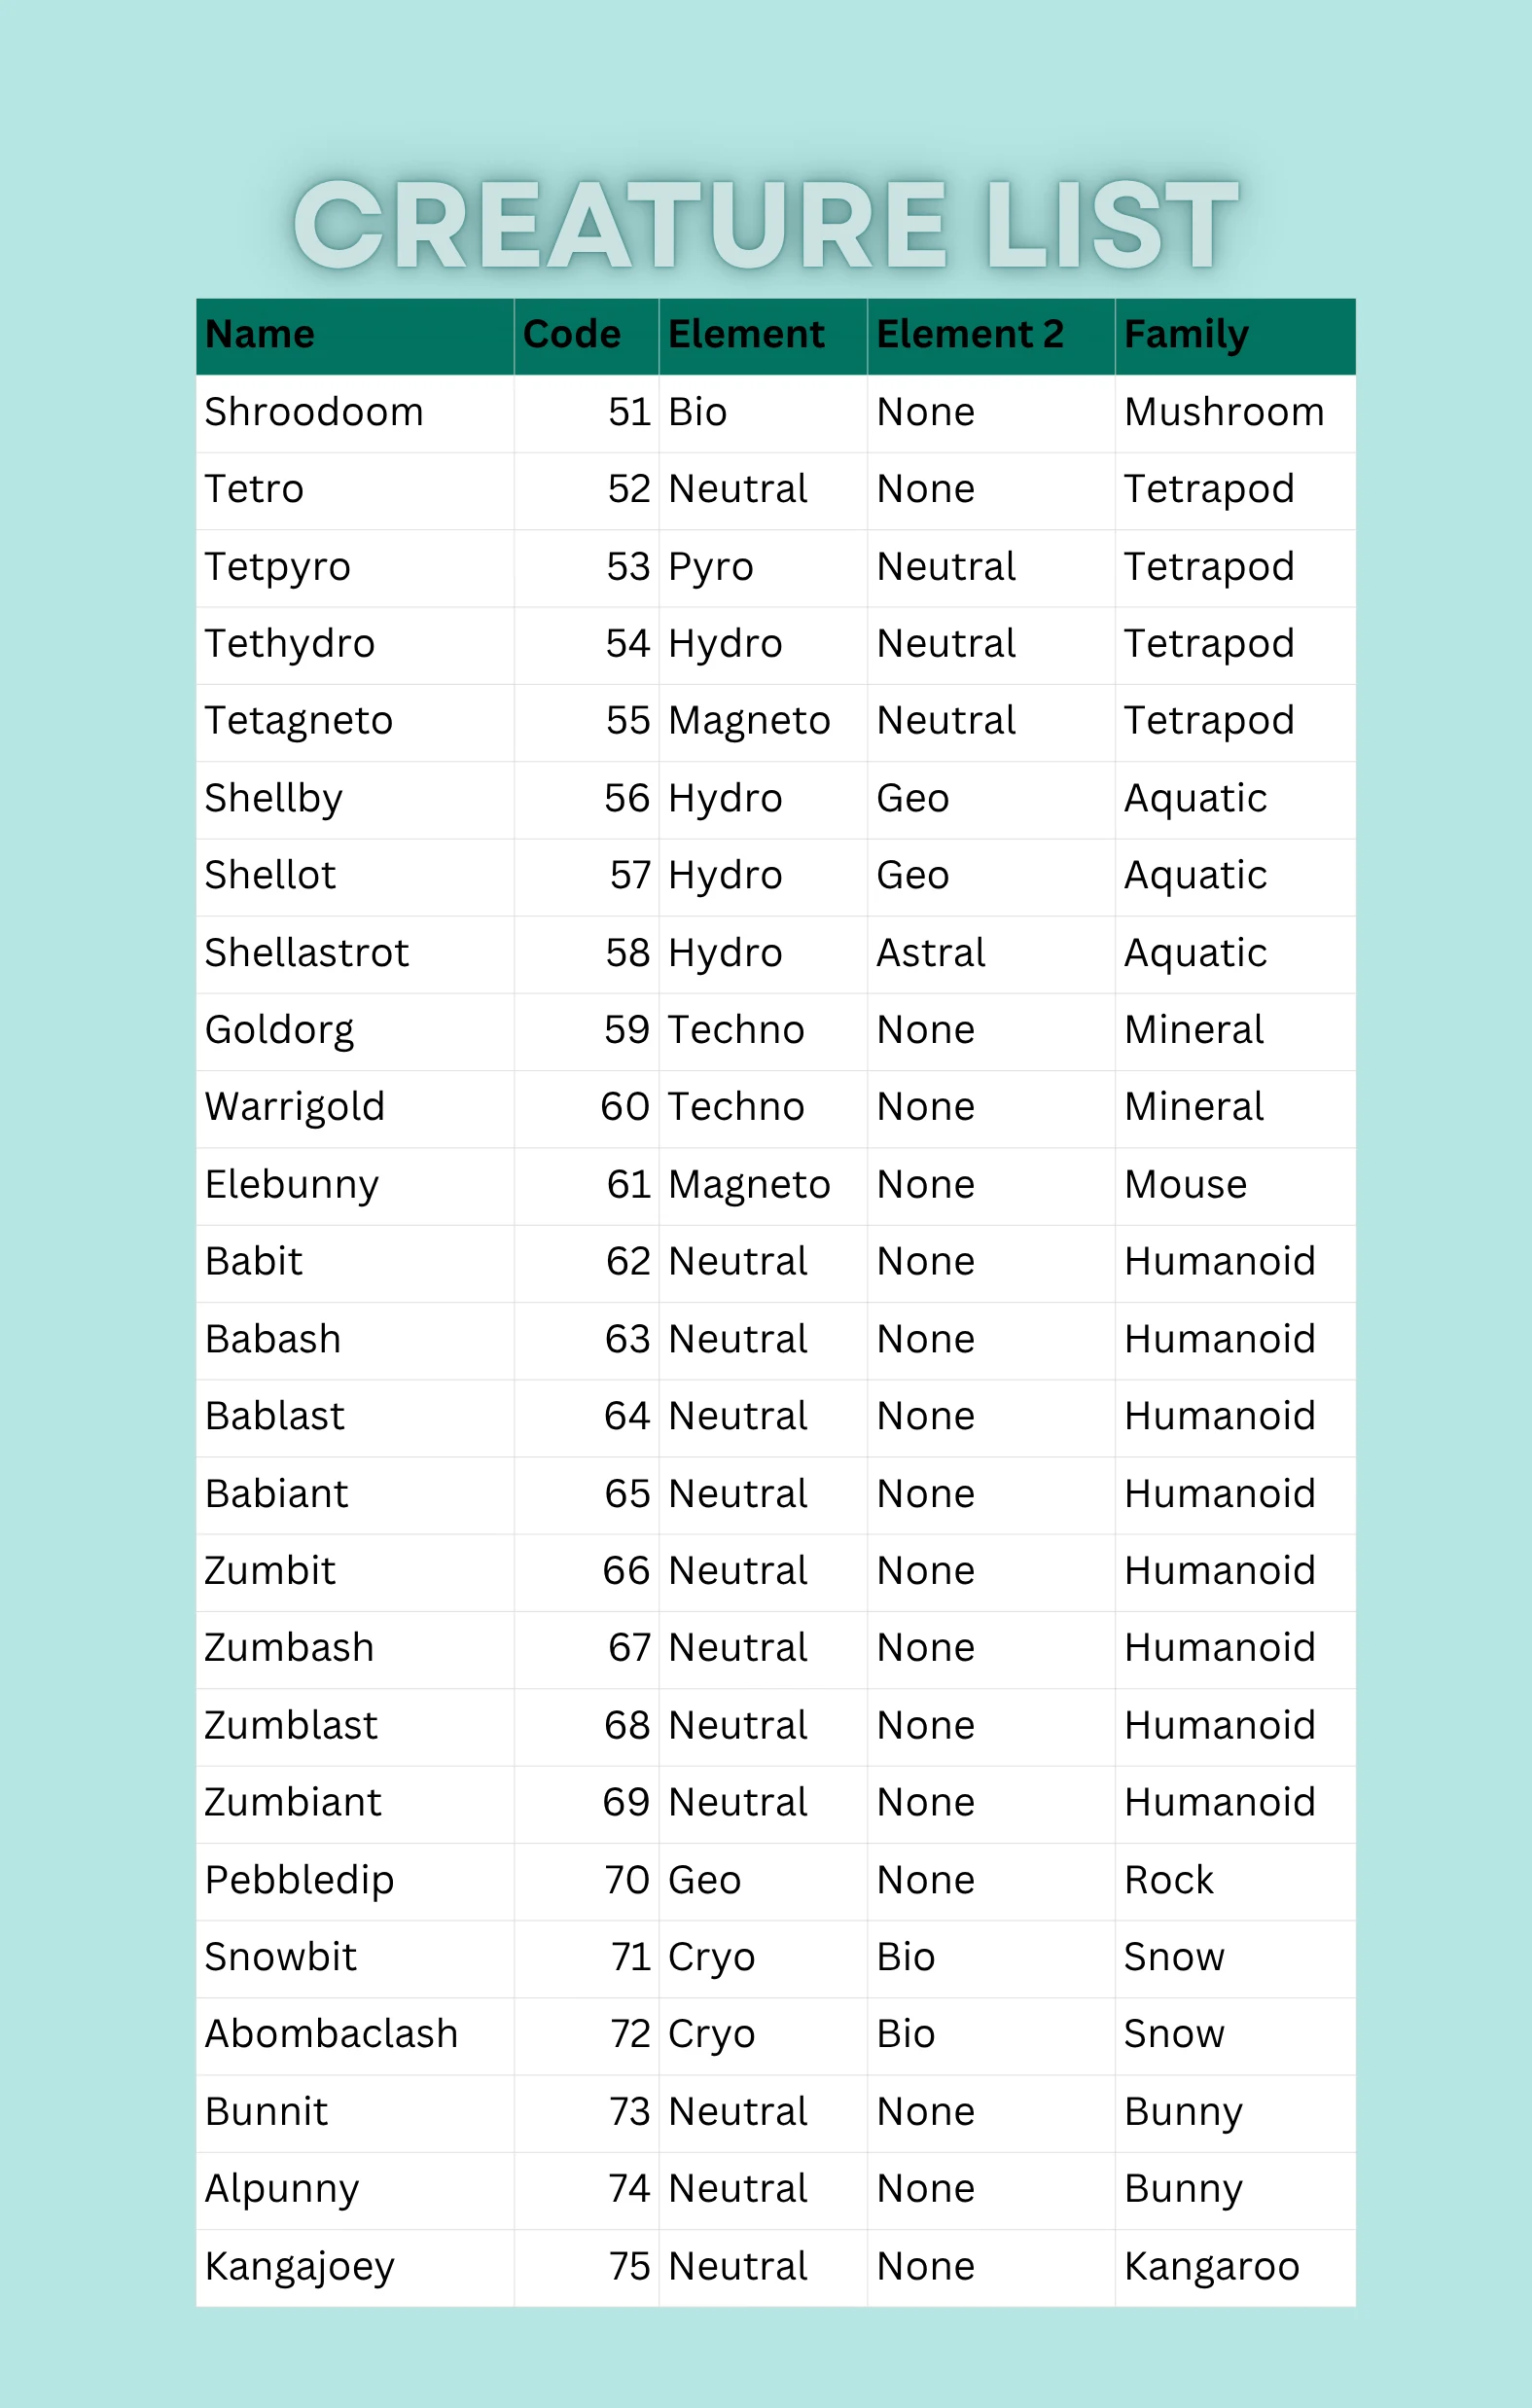 CREATURE LIST
Name Code Element Element 2 Family
Shroodoom 51 Bio None Mushroom
Tetro 52 Neutral None Tetrapod
Tetpyro 53 Pyro Neutral Tetrapod
Tethydro 54 Hydro Neutral Tetrapod
Tetagneto 55 Magneto Neutral Tetrapod
Shellby 56 Hydro Geo Aquatic
Shellot 57 Hydro Geo Aquatic
Shellastrot 58 Hydro Astral Aquatic
Goldorg 59 Techno None Mineral
Warrigold 60 Techno None Mineral
Elebunny 61 Magneto None Mouse
Babit 62 Neutral None Humanoid
Babash 63 Neutral None Humanoid
Bablast 64 Neutral None Humanoid
Babiant 65 Neutral None Humanoid
Zumbit 66 Neutral None Humanoid
Zumbash 67 Neutral None Humanoid
Zumblast 68 Neutral None Humanoid
Zumbiant 69 Neutral None Humanoid
Pebbledip 70 Geo None Rock
Snowbit 71 Cryo Bio Snow
Abombaclash 72 Cryo Bio Snow
Bunnit 73 Neutral None Bunny
Alpunny 74 Neutral None Bunny
Kangajoey 75 Neutral None Kangaroo